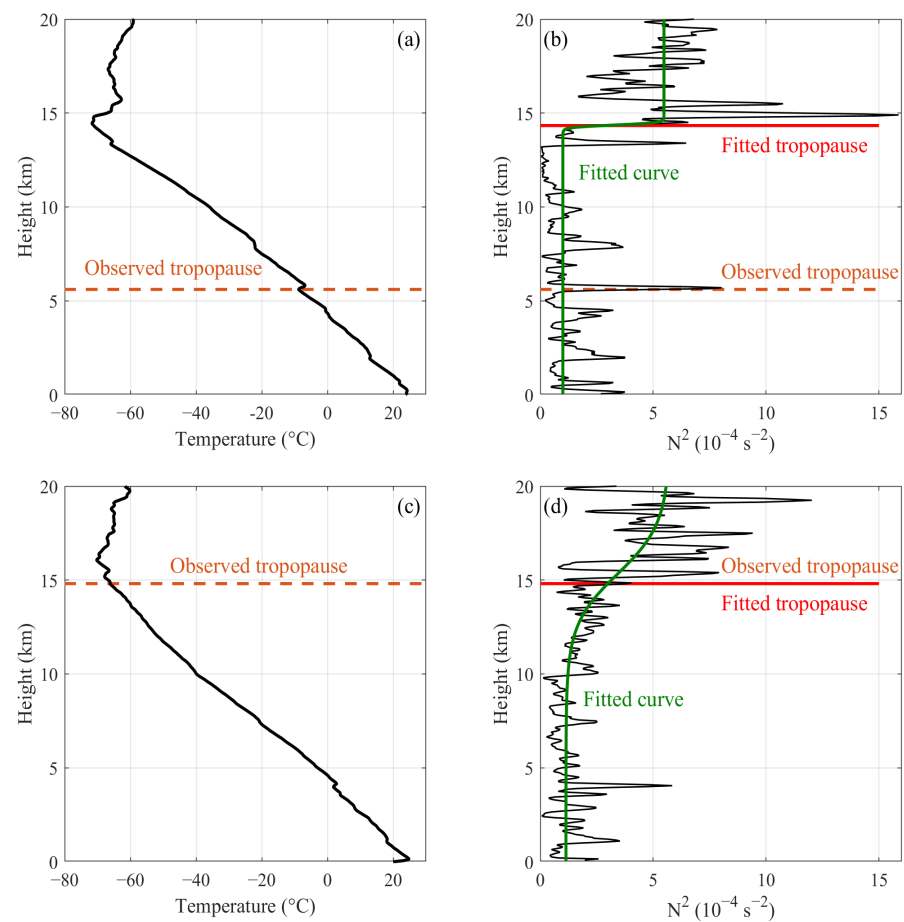 (a)
20
15
10
5
0
Height (km)
Observed tropopause
−80 −60 −40 -20 0 20
Temperature (°C)
(b)
20
15
10
5
0
Height (km)
Fitted tropopause
Fitted curve
Observed tropopause
0 5 10 15
N² (10⁻⁴ s⁻²)
(c)
20
15
10
5
0
Height (km)
Observed tropopause
−80 −60 −40 -20 0 20
Temperature (°C)
(d)
20
15
10
5
0
Height (km)
Observed tropopause
Fitted tropopause
Fitted curve
0 5 10 15
N² (10⁻⁴ s⁻²)